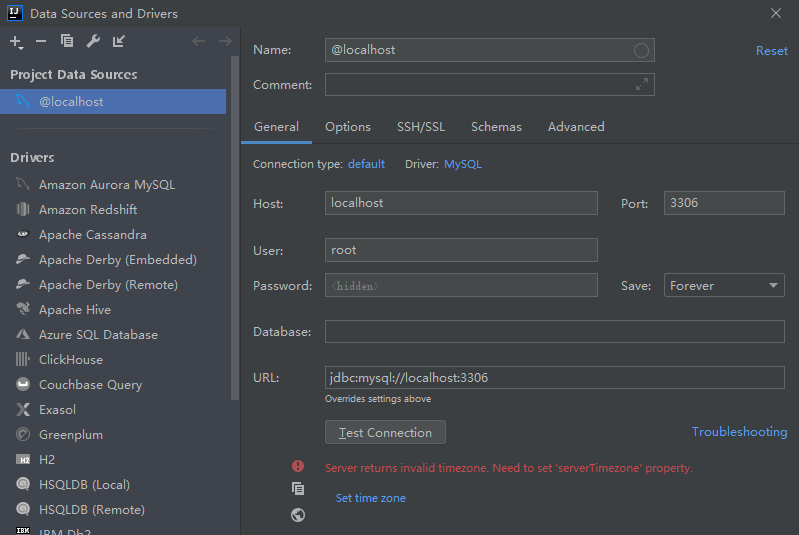 Data Sources and Drivers
Project Data Sources
@localhost
Drivers
Amazon Aurora MySQL
Amazon Redshift
Apache Cassandra
Apache Derby (Embedded)
Apache Derby (Remote)
Apache Hive
Azure SQL Database
ClickHouse
Couchbase Query
Exasol
Greenplum
H2
HSQLDB (Local)
HSQLDB (Remote)
IBM Db2
Name: @localhost Reset
Comment:
General Options SSH/SSL Schemas Advanced
Connection type: default Driver: MySQL
Host: localhost Port: 3306
User: root
Password: <hidden> Save: Forever
Database:
URL: jdbc:mysql://localhost:3306
Overrides settings above
Test Connection Troubleshooting
Server returns invalid timezone. Need to set 'serverTimezone' property.
Set time zone